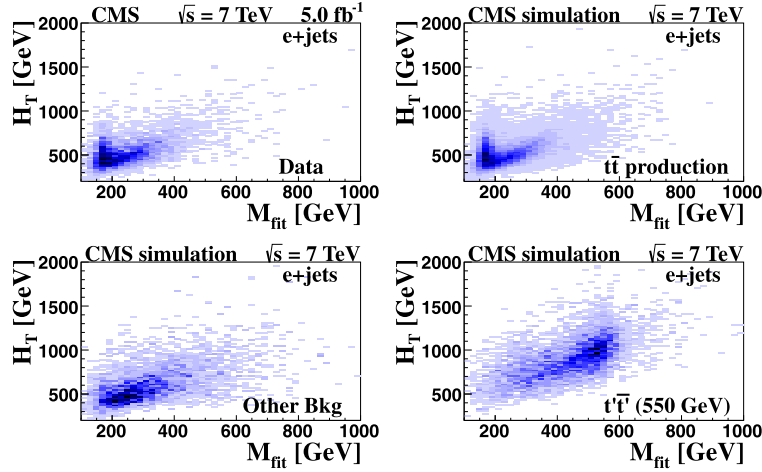 CMS √s = 7 TeV 5.0 fb⁻¹
e+jets
H_T [GeV]
2000
1500
1000
500
Data
200 400 600 800 1000
M_fit [GeV]
CMS simulation √s = 7 TeV
e+jets
H_T [GeV]
2000
1500
1000
500
tt̅ production
200 400 600 800 1000
M_fit [GeV]
CMS simulation √s = 7 TeV
e+jets
H_T [GeV]
2000
1500
1000
500
Other Bkg
200 400 600 800 1000
M_fit [GeV]
CMS simulation √s = 7 TeV
e+jets
H_T [GeV]
2000
1500
1000
500
t't̅' (550 GeV)
200 400 600 800 1000
M_fit [GeV]